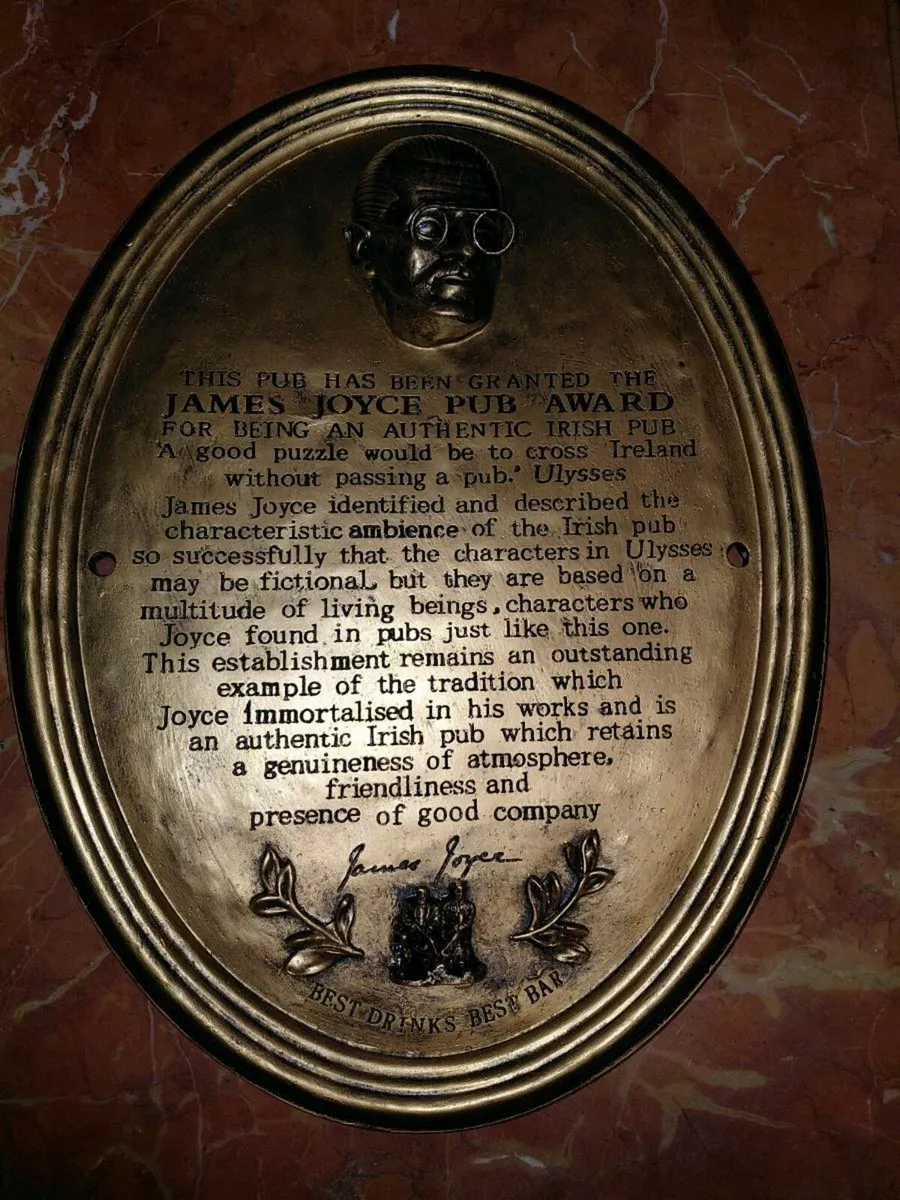 THIS PUB HAS BEEN GRANTED THE
JAMES JOYCE PUB AWARD
FOR BEING AN AUTHENTIC IRISH PUB
'A good puzzle would be to cross Ireland
without passing a pub.' Ulysses
James Joyce identified and described the
characteristic ambience of the Irish pub
so successfully that the characters in Ulysses
may be fictional, but they are based on a
multitude of living beings, characters who
Joyce found in pubs just like this one.
This establishment remains an outstanding
example of the tradition which
Joyce immortalised in his works and is
an authentic Irish pub which retains
a genuineness of atmosphere,
friendliness and
presence of good company
James Joyce
BEST DRINKS BEST BAR